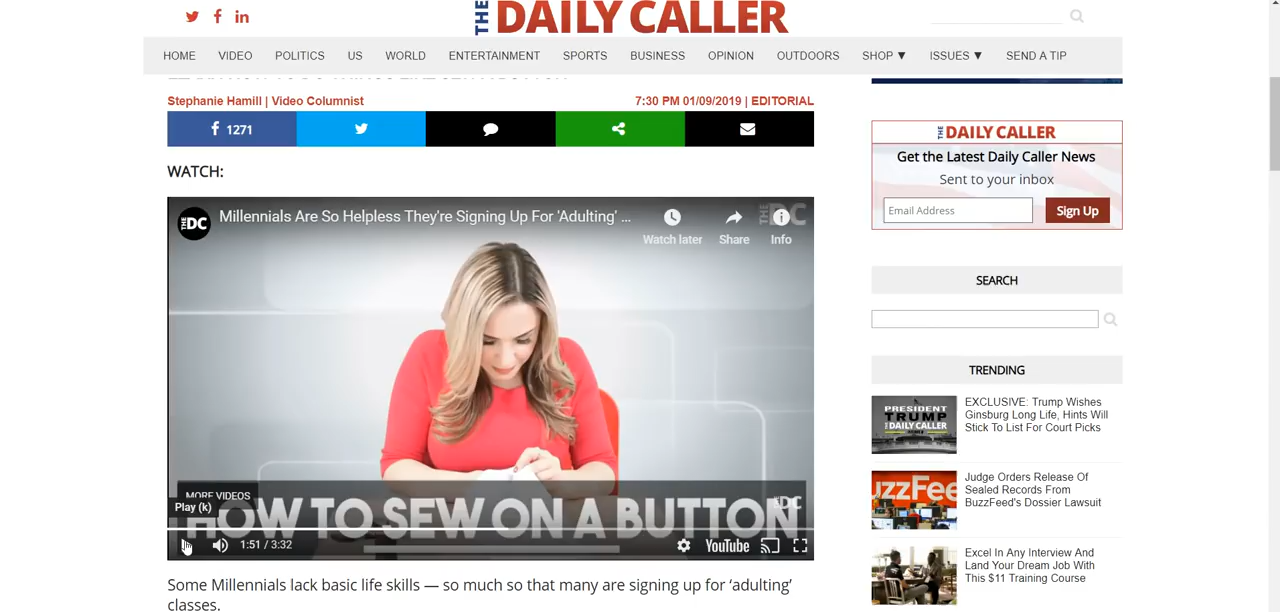 THE DAILY CALLER
HOME VIDEO POLITICS US WORLD ENTERTAINMENT SPORTS BUSINESS OPINION OUTDOORS SHOP ▼ ISSUES ▼ SEND A TIP
Stephanie Hamill | Video Columnist
7:30 PM 01/09/2019 | EDITORIAL
1271
WATCH:
THE DC
Millennials Are So Helpless They're Signing Up For 'Adulting' ...
Watch later
Share
Info
THE DC
MORE VIDEOS
Play (k)
HOW TO SEW ON A BUTTON
THE DC
1:51 / 3:32
YouTube
Some Millennials lack basic life skills — so much so that many are signing up for ‘adulting’
classes.
THE DAILY CALLER
Get the Latest Daily Caller News
Sent to your inbox
Email Address
Sign Up
SEARCH
TRENDING
PRESIDENT
TRUMP
DAILY CALLER
EXCLUSIVE: Trump Wishes
Ginsburg Long Life, Hints Will
Stick To List For Court Picks
uzzFee
Judge Orders Release Of
Sealed Records From
BuzzFeed's Dossier Lawsuit
Excel In Any Interview And
Land Your Dream Job With
This $11 Training Course